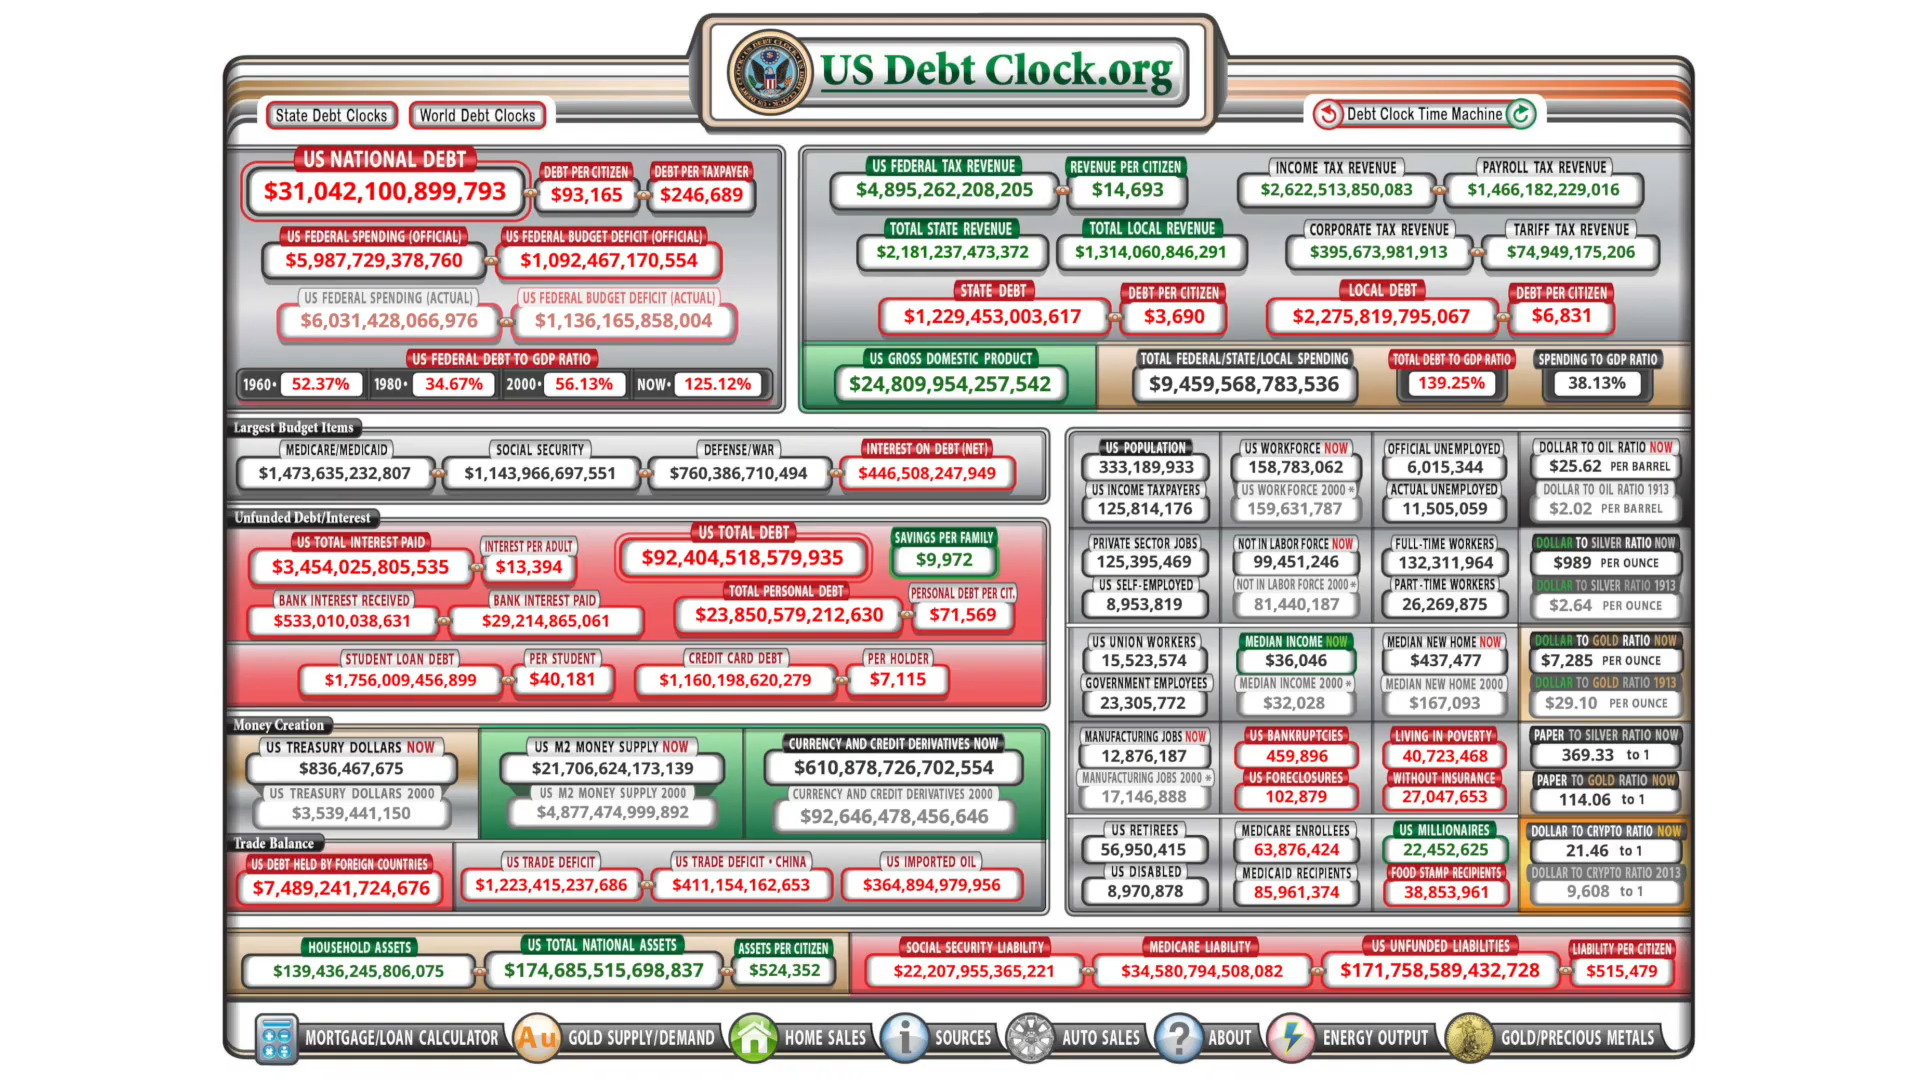 US Debt Clock.org
State Debt Clocks
World Debt Clocks
Debt Clock Time Machine
US NATIONAL DEBT
$31,042,100,899,793
DEBT PER CITIZEN
$93,165
DEBT PER TAXPAYER
$246,689
US FEDERAL SPENDING (OFFICIAL)
$5,987,729,378,760
US FEDERAL BUDGET DEFICIT (OFFICIAL)
$1,092,467,170,554
US FEDERAL SPENDING (ACTUAL)
$6,031,428,066,976
US FEDERAL BUDGET DEFICIT (ACTUAL)
$1,136,165,858,004
US FEDERAL DEBT TO GDP RATIO
1960• 52.37% 1980• 34.67% 2000• 56.13% NOW• 125.12%
US FEDERAL TAX REVENUE
$4,895,262,208,205
REVENUE PER CITIZEN
$14,693
INCOME TAX REVENUE
$2,622,513,850,083
PAYROLL TAX REVENUE
$1,466,182,229,016
TOTAL STATE REVENUE
$2,181,237,473,372
TOTAL LOCAL REVENUE
$1,314,060,846,291
CORPORATE TAX REVENUE
$395,673,981,913
TARIFF TAX REVENUE
$74,949,175,206
STATE DEBT
$1,229,453,003,617
DEBT PER CITIZEN
$3,690
LOCAL DEBT
$2,275,819,795,067
DEBT PER CITIZEN
$6,831
US GROSS DOMESTIC PRODUCT
$24,809,954,257,542
TOTAL FEDERAL/STATE/LOCAL SPENDING
$9,459,568,783,536
TOTAL DEBT TO GDP RATIO
139.25%
SPENDING TO GDP RATIO
38.13%
Largest Budget Items
MEDICARE/MEDICAID
$1,473,635,232,807
SOCIAL SECURITY
$1,143,966,697,551
DEFENSE/WAR
$760,386,710,494
INTEREST ON DEBT (NET)
$446,508,247,949
Unfunded Debt/Interest
US TOTAL INTEREST PAID
$3,454,025,805,535
INTEREST PER ADULT
$13,394
US TOTAL DEBT
$92,404,518,579,935
SAVINGS PER FAMILY
$9,972
BANK INTEREST RECEIVED
$533,010,038,631
BANK INTEREST PAID
$29,214,865,061
TOTAL PERSONAL DEBT
$23,850,579,212,630
PERSONAL DEBT PER CIT.
$71,569
STUDENT LOAN DEBT
$1,756,009,456,899
PER STUDENT
$40,181
CREDIT CARD DEBT
$1,160,198,620,279
PER HOLDER
$7,115
Money Creation
US TREASURY DOLLARS NOW
$836,467,675
US TREASURY DOLLARS 2000
$3,539,441,150
US M2 MONEY SUPPLY NOW
$21,706,624,173,139
US M2 MONEY SUPPLY 2000
$4,877,474,999,892
CURRENCY AND CREDIT DERIVATIVES NOW
$610,878,726,702,554
CURRENCY AND CREDIT DERIVATIVES 2000
$92,646,478,456,646
Trade Balance
US DEBT HELD BY FOREIGN COUNTRIES
$7,489,241,724,676
US TRADE DEFICIT
$1,223,415,237,686
US TRADE DEFICIT • CHINA
$411,154,162,653
US IMPORTED OIL
$364,894,979,956
US POPULATION
333,189,933
US INCOME TAXPAYERS
125,814,176
US WORKFORCE NOW
158,783,062
US WORKFORCE 2000 *
159,631,787
OFFICIAL UNEMPLOYED
6,015,344
ACTUAL UNEMPLOYED
11,505,059
DOLLAR TO OIL RATIO NOW
$25.62 PER BARREL
DOLLAR TO OIL RATIO 1913
$2.02 PER BARREL
PRIVATE SECTOR JOBS
125,395,469
US SELF-EMPLOYED
8,953,819
NOT IN LABOR FORCE NOW
99,451,246
NOT IN LABOR FORCE 2000 *
81,440,187
FULL-TIME WORKERS
132,311,964
PART-TIME WORKERS
26,269,875
DOLLAR TO SILVER RATIO NOW
$989 PER OUNCE
DOLLAR TO SILVER RATIO 1913
$2.64 PER OUNCE
US UNION WORKERS
15,523,574
GOVERNMENT EMPLOYEES
23,305,772
MEDIAN INCOME NOW
$36,046
MEDIAN INCOME 2000 *
$32,028
MEDIAN NEW HOME NOW
$437,477
MEDIAN NEW HOME 2000
$167,093
DOLLAR TO GOLD RATIO NOW
$7,285 PER OUNCE
DOLLAR TO GOLD RATIO 1913
$29.10 PER OUNCE
MANUFACTURING JOBS NOW
12,876,187
MANUFACTURING JOBS 2000 *
17,146,888
US BANKRUPTCIES
459,896
US FORECLOSURES
102,879
LIVING IN POVERTY
40,723,468
WITHOUT INSURANCE
27,047,653
PAPER TO SILVER RATIO NOW
369.33 to 1
PAPER TO GOLD RATIO NOW
114.06 to 1
US RETIREES
56,950,415
US DISABLED
8,970,878
MEDICARE ENROLLEES
63,876,424
MEDICAID RECIPIENTS
85,961,374
US MILLIONAIRES
22,452,625
FOOD STAMP RECIPIENTS
38,853,961
DOLLAR TO CRYPTO RATIO NOW
21.46 to 1
DOLLAR TO CRYPTO RATIO 2013
9,608 to 1
HOUSEHOLD ASSETS
$139,436,245,806,075
US TOTAL NATIONAL ASSETS
$174,685,515,698,837
ASSETS PER CITIZEN
$524,352
SOCIAL SECURITY LIABILITY
$22,207,955,365,221
MEDICARE LIABILITY
$34,580,794,508,082
US UNFUNDED LIABILITIES
$171,758,589,432,728
LIABILITY PER CITIZEN
$515,479
MORTGAGE/LOAN CALCULATOR
Au GOLD SUPPLY/DEMAND
HOME SALES
i SOURCES
AUTO SALES
? ABOUT
ENERGY OUTPUT
GOLD/PRECIOUS METALS